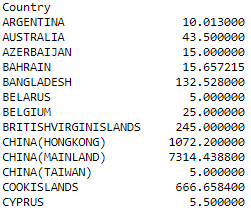 Country
ARGENTINA 10.013000
AUSTRALIA 43.500000
AZERBAIJAN 15.000000
BAHRAIN 15.657215
BANGLADESH 132.528000
BELARUS 5.000000
BELGIUM 25.000000
BRITISHVIRGINISLANDS 245.000000
CHINA(HONGKONG) 1072.200000
CHINA(MAINLAND) 7314.438800
CHINA(TAIWAN) 5.000000
COOKISLANDS 666.658400
CYPRUS 5.500000